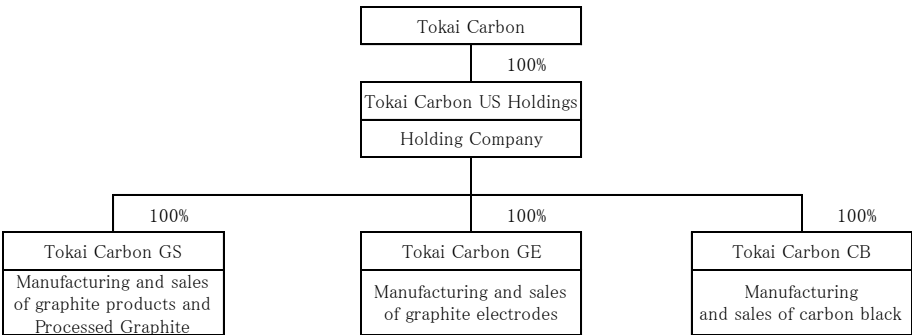 Tokai Carbon
100%
Tokai Carbon US Holdings
Holding Company
100%
100%
100%
Tokai Carbon GS
Manufacturing and sales
of graphite products and
Processed Graphite
Tokai Carbon GE
Manufacturing and sales
of graphite electrodes
Tokai Carbon CB
Manufacturing
and sales of carbon black